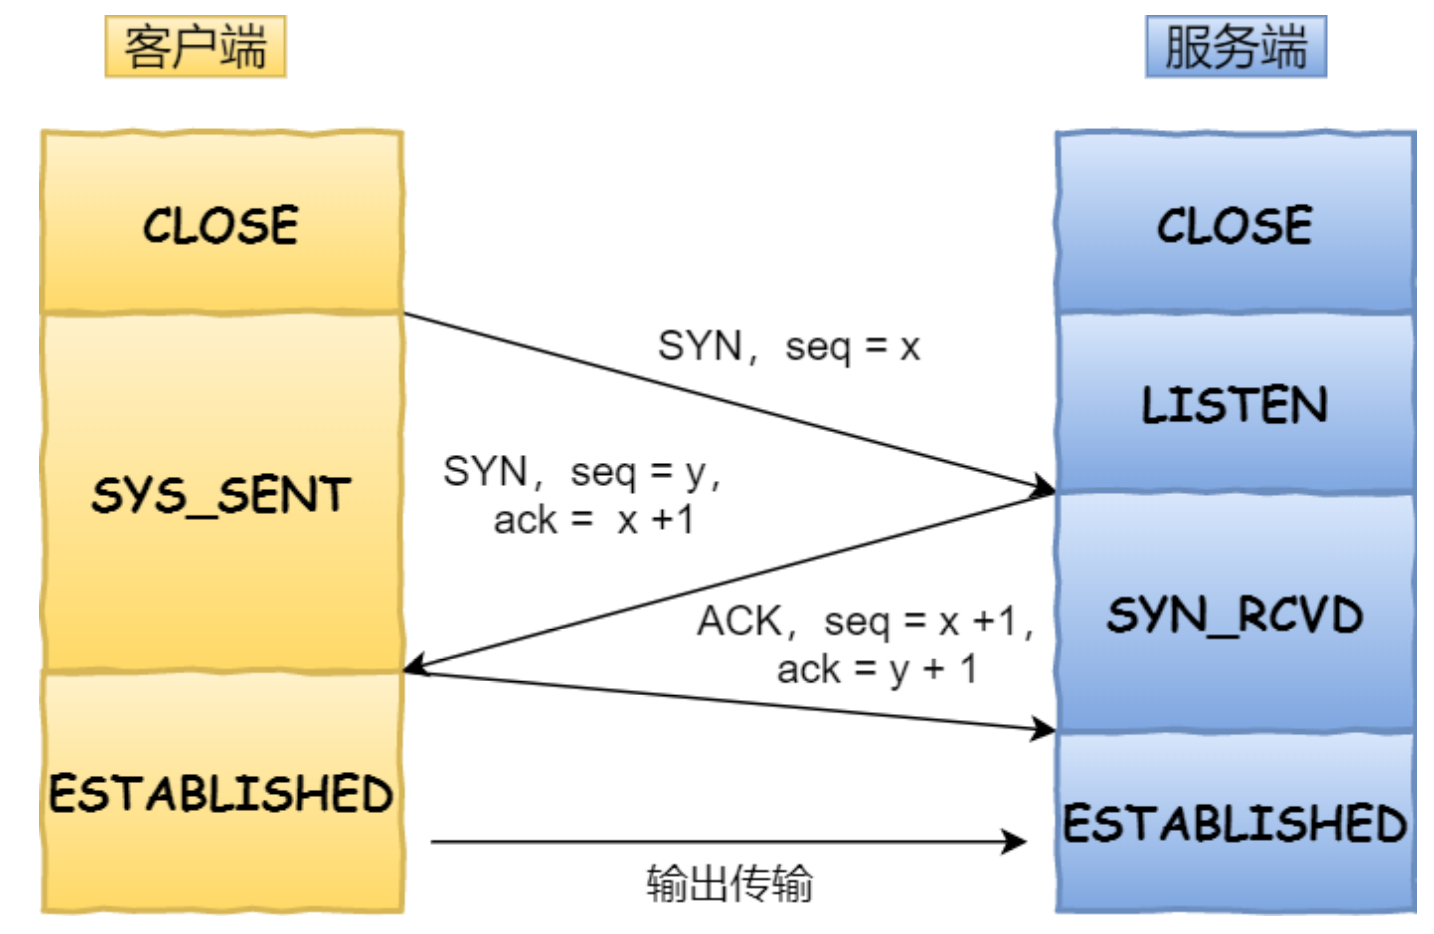 客户端
服务端
CLOSE
CLOSE
SYN，seq = x
LISTEN
SYS_SENT
SYN，seq = y,
ack = x +1
ACK，seq = x +1,
ack = y + 1
SYN_RCVD
ESTABLISHED
ESTABLISHED
输出传输